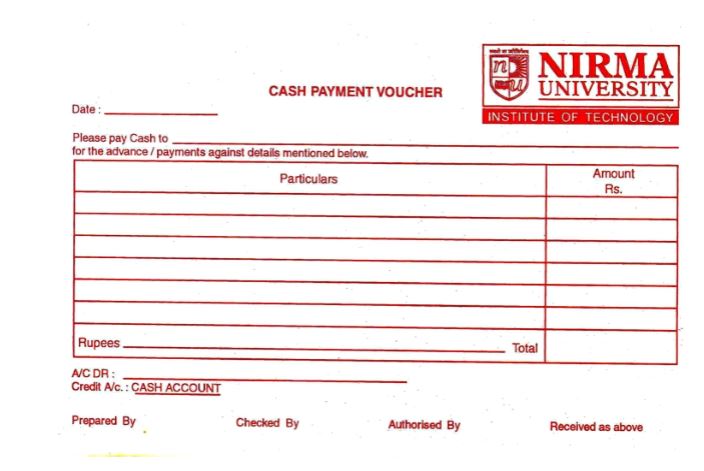 NIRMA
UNIVERSITY
INSTITUTE OF TECHNOLOGY
CASH PAYMENT VOUCHER
Date :
Please pay Cash to
for the advance / payments against details mentioned below.
Particulars Amount
Rs.
Rupees Total
A/C DR :
Credit A/c. : CASH ACCOUNT
Prepared By Checked By Authorised By Received as above